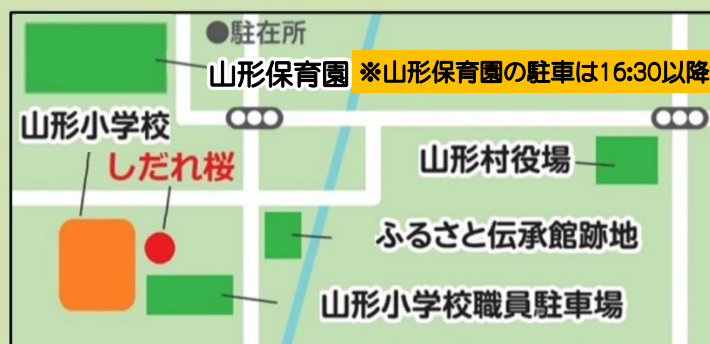 ●駐在所
山形保育園 ※山形保育園の駐車は16:30以降
山形小学校
しだれ桜
山形村役場
ふるさと伝承館跡地
山形小学校職員駐車場